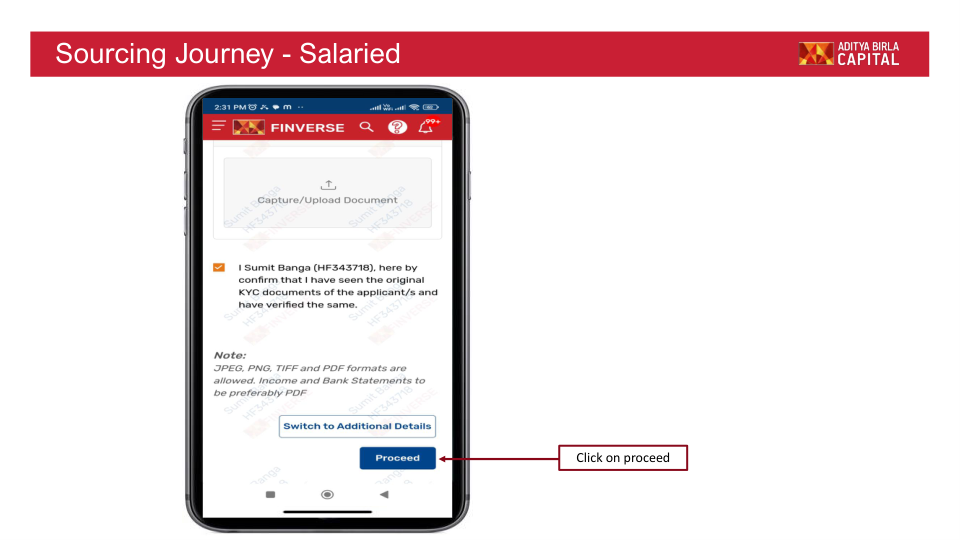 Sourcing Journey - Salaried
ADITYA BIRLA
CAPITAL
2:31 PM
FINVERSE
99+
Capture/Upload Document
I Sumit Banga (HF343718), here by
confirm that I have seen the original
KYC documents of the applicant/s and
have verified the same.
Note:
JPEG, PNG, TIFF and PDF formats are
allowed. Income and Bank Statements to
be preferably PDF
Switch to Additional Details
Proceed
Click on proceed
Sumit Banga
HF343718